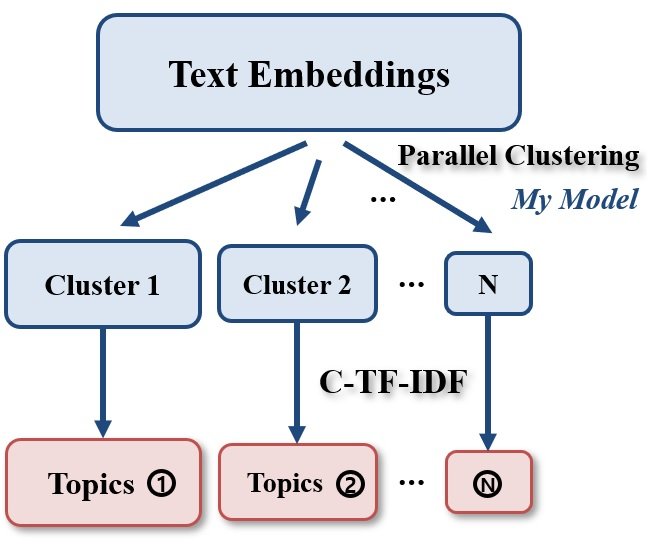 Text Embeddings
Parallel Clustering
...
My Model
Cluster 1
Cluster 2
...
N
C-TF-IDF
Topics ①
Topics ②
...
Ⓝ